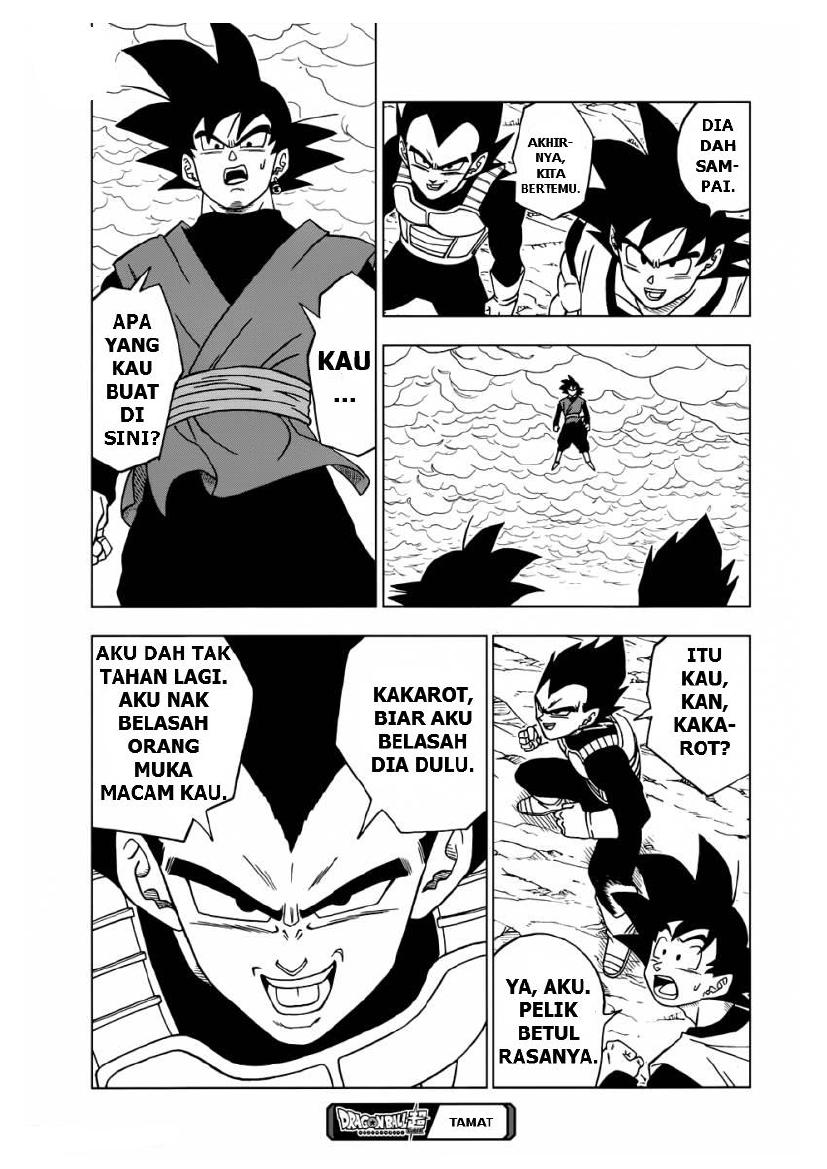 DIA
DAH
SAM-
PAI.
AKHIR-
NYA,
KITA
BERTEMU.
KAU
...
APA
YANG
KAU
BUAT
DI
SINI?
ITU
KAU,
KAN,
KAKA-
ROT?
YA, AKU.
PELIK
BETUL
RASANYA.
KAKAROT,
BIAR AKU
BELASAH
DIA DULU.
AKU DAH TAK
TAHAN LAGI.
AKU NAK
BELASAH
ORANG
MUKA
MACAM KAU.
DRAGON BALL 超
TAMAT